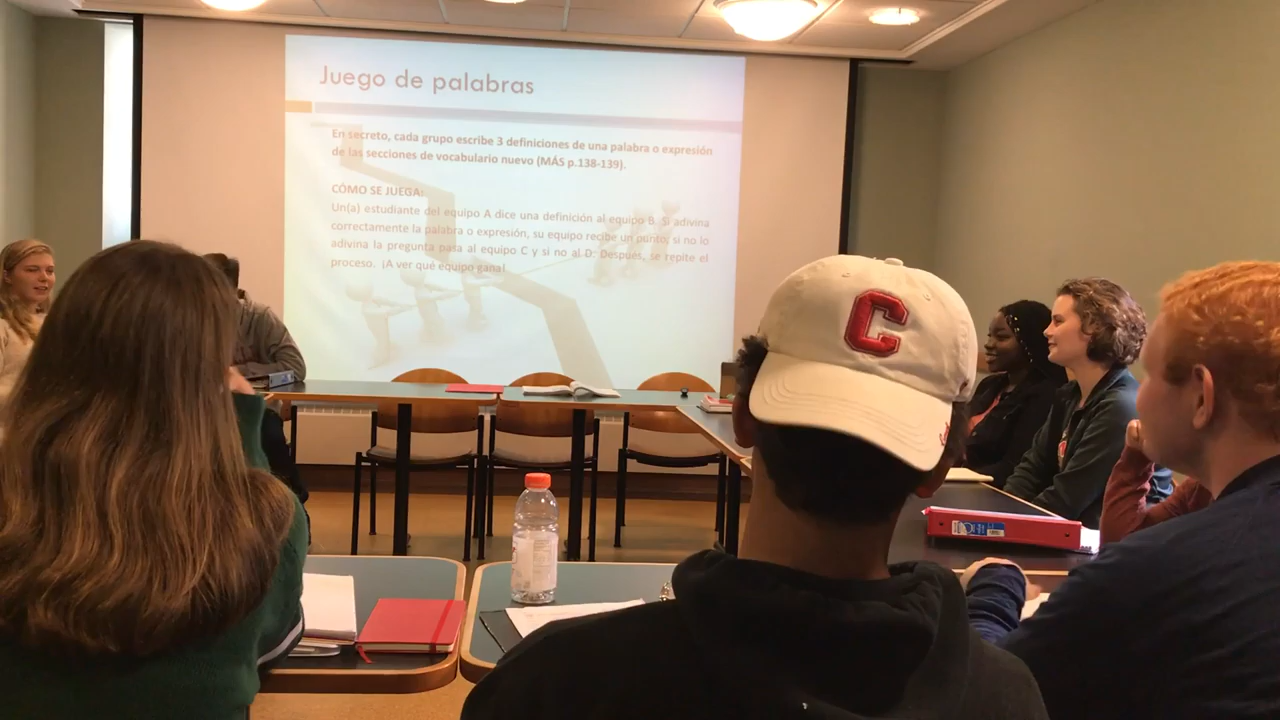 Juego de palabras
En secreto, cada grupo escribe 3 definiciones de una palabra o expresión
de las secciones de vocabulario nuevo (MÁS p.138-139).
CÓMO SE JUEGA:
Un(a) estudiante del equipo A dice una definición al equipo B. Si adivina
correctamente la palabra o expresión, su equipo recibe un punto, si no lo
adivina la pregunta pasa al equipo C y si no al D. Después, se repite el
proceso. ¡A ver qué equipo gana!
C